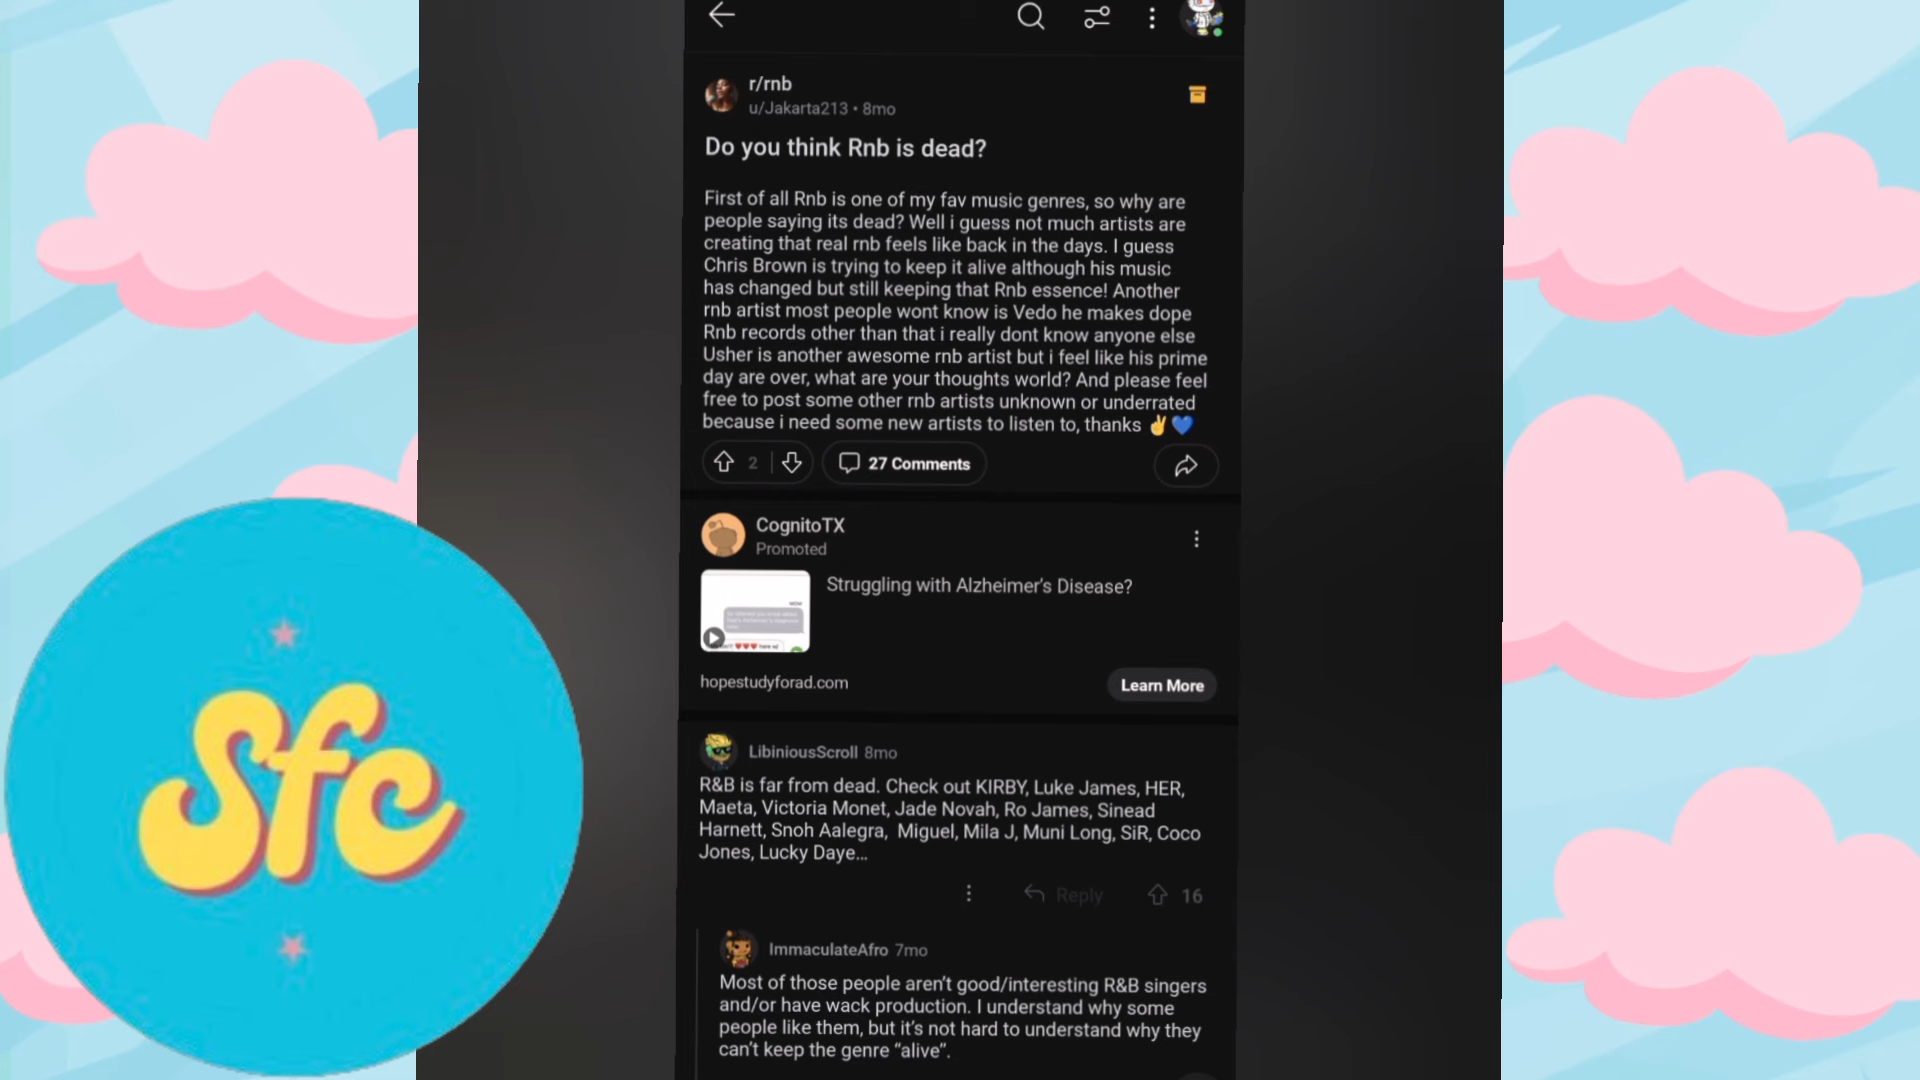 r/rnb
u/Jakarta213 • 8mo
Do you think Rnb is dead?
First of all Rnb is one of my fav music genres, so why are
people saying its dead? Well i guess not much artists are
creating that real rnb feels like back in the days. I guess
Chris Brown is trying to keep it alive although his music
has changed but still keeping that Rnb essence! Another
rnb artist most people wont know is Vedo he makes dope
Rnb records other than that i really dont know anyone else
Usher is another awesome rnb artist but i feel like his prime
day are over, what are your thoughts world? And please feel
free to post some other rnb artists unknown or underrated
because i need some new artists to listen to, thanks ✌️💙
2
27 Comments
CognitoTX
Promoted
Struggling with Alzheimer's Disease?
hopestudyforad.com
Learn More
LibiniousScroll 8mo
R&B is far from dead. Check out KIRBY, Luke James, HER,
Maeta, Victoria Monet, Jade Novah, Ro James, Sinead
Harnett, Snoh Aalegra, Miguel, Mila J, Muni Long, SiR, Coco
Jones, Lucky Daye...
Reply
16
ImmaculateAfro 7mo
Most of those people aren't good/interesting R&B singers
and/or have wack production. I understand why some
people like them, but it's not hard to understand why they
can't keep the genre “alive”.
Sfc